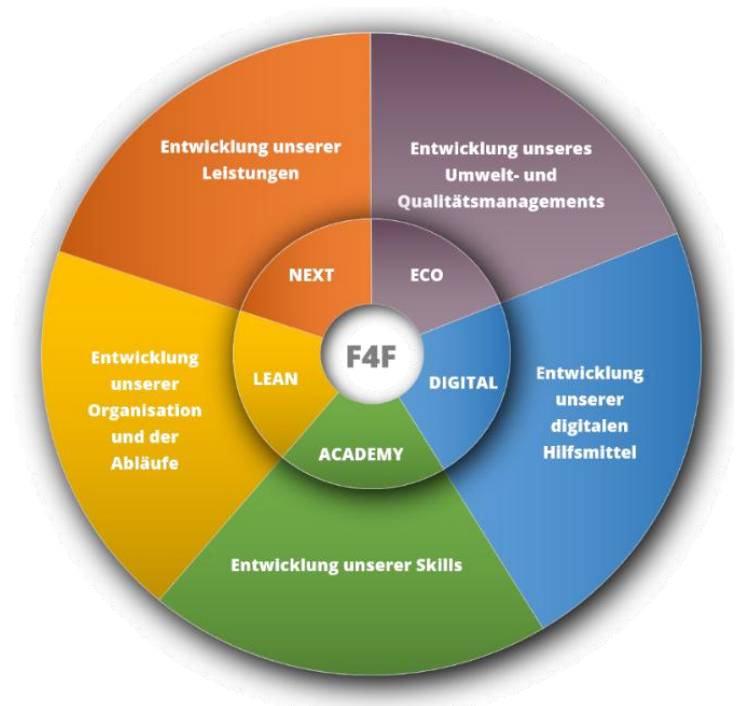 Entwicklung unserer
Leistungen
Entwicklung unseres
Umwelt- und
Qualitätsmanagements
NEXT
ECO
F4F
LEAN
DIGITAL
ACADEMY
Entwicklung
unserer
Organisation
und der
Abläufe
Entwicklung
unserer
digitalen
Hilfsmittel
Entwicklung unserer Skills